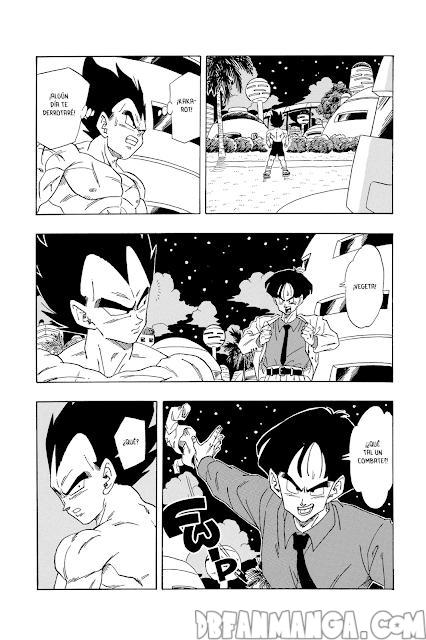 ¡ALGÚN
DÍA TE
DERROTARÉ!
¡KAKA-
ROT!
¡VEGETA!
¿QUÉ?
¿QUÉ
TAL UN
COMBATE?!
FWIP
DBFANMANGA.COM